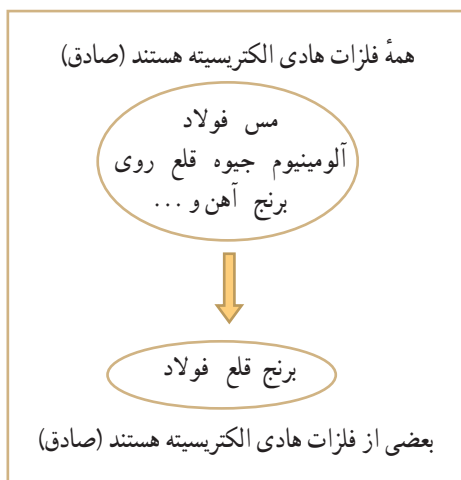 همهٔ فلزات هادی الکتریسیته هستند (صادق)
مس فولاد
آلومینیوم جیوه قلع روی
برنج آهن و ...
برنج قلع فولاد
بعضی از فلزات هادی الکتریسیته هستند (صادق)